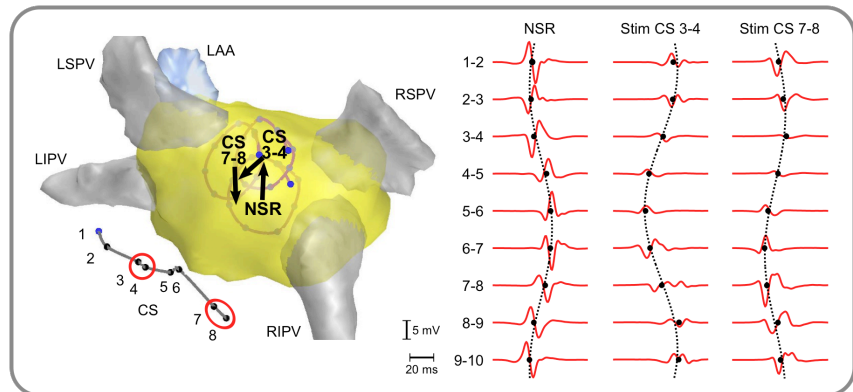 LSPV
LAA
RSPV
LIPV
CS
7-8
CS
3-4
NSR
1
2
3
4
5 6
7
8
CS
RIPV
5 mV
20 ms
NSR
Stim CS 3-4
Stim CS 7-8
1-2
2-3
3-4
4-5
5-6
6-7
7-8
8-9
9-10